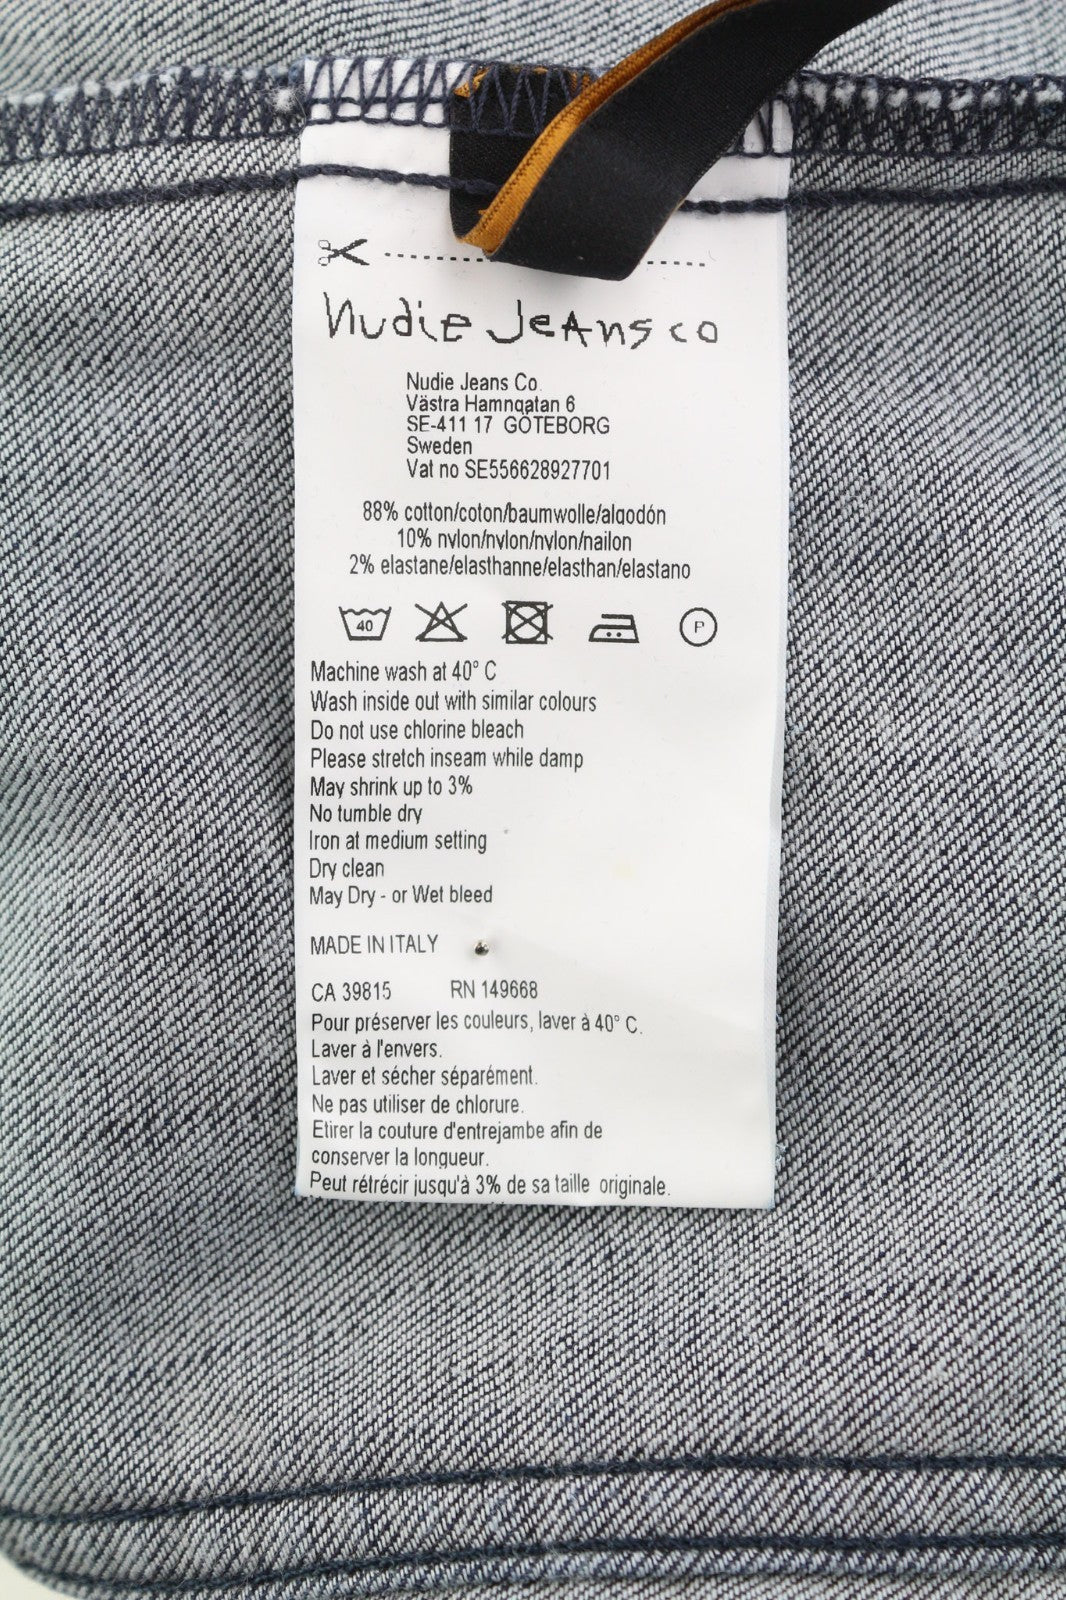 Nudie Jeans co
Nudie Jeans Co.
Västra Hamngatan 6
SE-411 17 GÖTEBORG
Sweden
Vat no SE556628927701
88% cotton/coton/baumwolle/algodón
10% nylon/nylon/nylon/nailon
2% elastane/elasthanne/elasthan/elastano
40 P
Machine wash at 40° C
Wash inside out with similar colours
Do not use chlorine bleach
Please stretch inseam while damp
May shrink up to 3%
No tumble dry
Iron at medium setting
Dry clean
May Dry - or Wet bleed
MADE IN ITALY
CA 39815 RN 149668
Pour préserver les couleurs, laver à 40° C.
Laver à l'envers.
Laver et sécher séparément.
Ne pas utiliser de chlorure.
Etirer la couture d'entrejambe afin de
conserver la longueur.
Peut rétrécir jusqu'à 3% de sa taille originale.